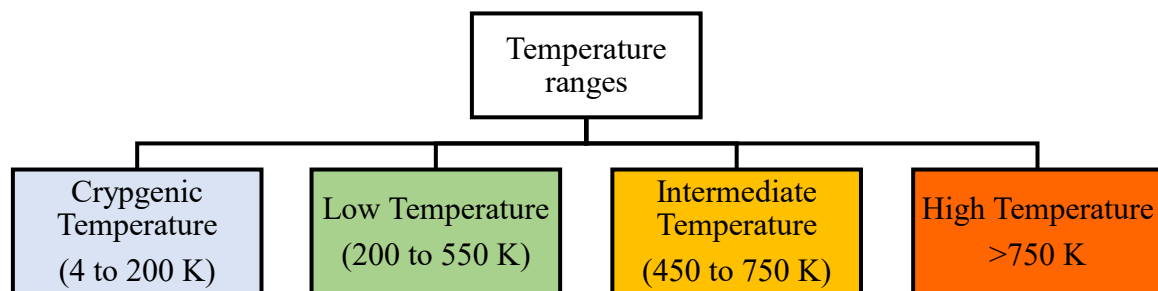 Temperature
ranges
Crypgenic
Temperature
(4 to 200 K)
Low Temperature
(200 to 550 K)
Intermediate
Temperature
(450 to 750 K)
High Temperature
>750 K